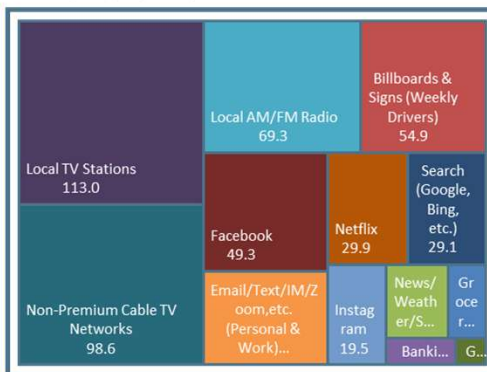 Local TV Stations
113.0
Non-Premium Cable TV
Networks
98.6
Local AM/FM Radio
69.3
Billboards &
Signs (Weekly
Drivers)
54.9
Facebook
49.3
Netflix
29.9
Search
(Google,
Bing,
etc.)
29.1
Email/Text/IM/Z
oom,etc.
(Personal &
Work)...
Instag
ram
19.5
News/
Weath
er/S...
Gr
ocer
r...
Banki...
G...